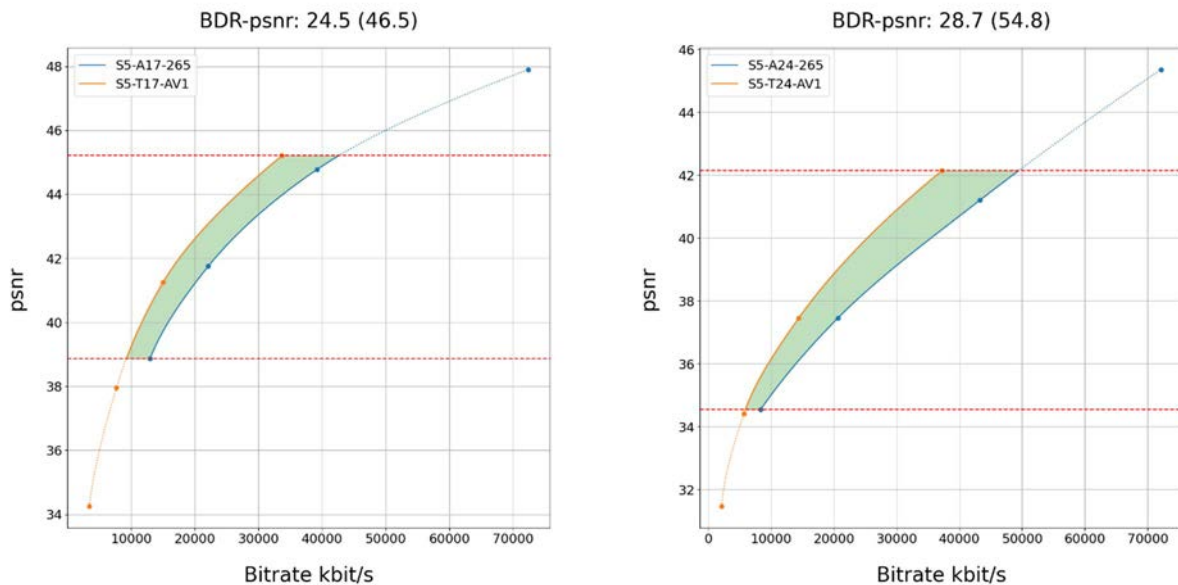 BDR-psnr: 24.5 (46.5)
S5-A17-265
S5-T17-AV1
48
46
44
42
40
38
36
34
psnr
10000 20000 30000 40000 50000 60000 70000
Bitrate kbit/s
BDR-psnr: 28.7 (54.8)
S5-A24-265
S5-T24-AV1
46
44
42
40
38
36
34
32
psnr
0 10000 20000 30000 40000 50000 60000 70000
Bitrate kbit/s